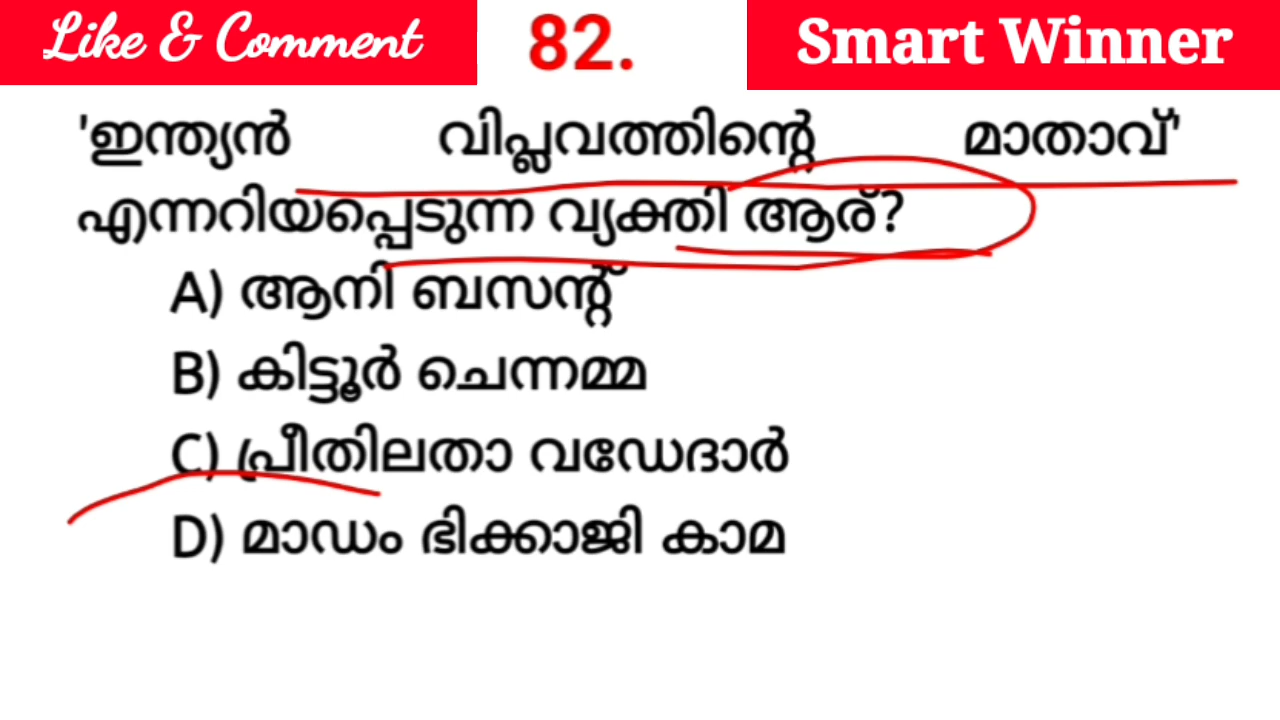 Like & Comment
82.
Smart Winner
'ഇന്ത്യൻ വിപ്ലവത്തിന്റെ മാതാവ്'
എന്നറിയപ്പെടുന്ന വ്യക്തി ആര്?
A) ആനി ബസന്റ്
B) കിട്ടൂർ ചെന്നമ്മ
C) പ്രീതിലതാ വഡേദാർ
D) മാഡം ഭിക്കാജി കാമ